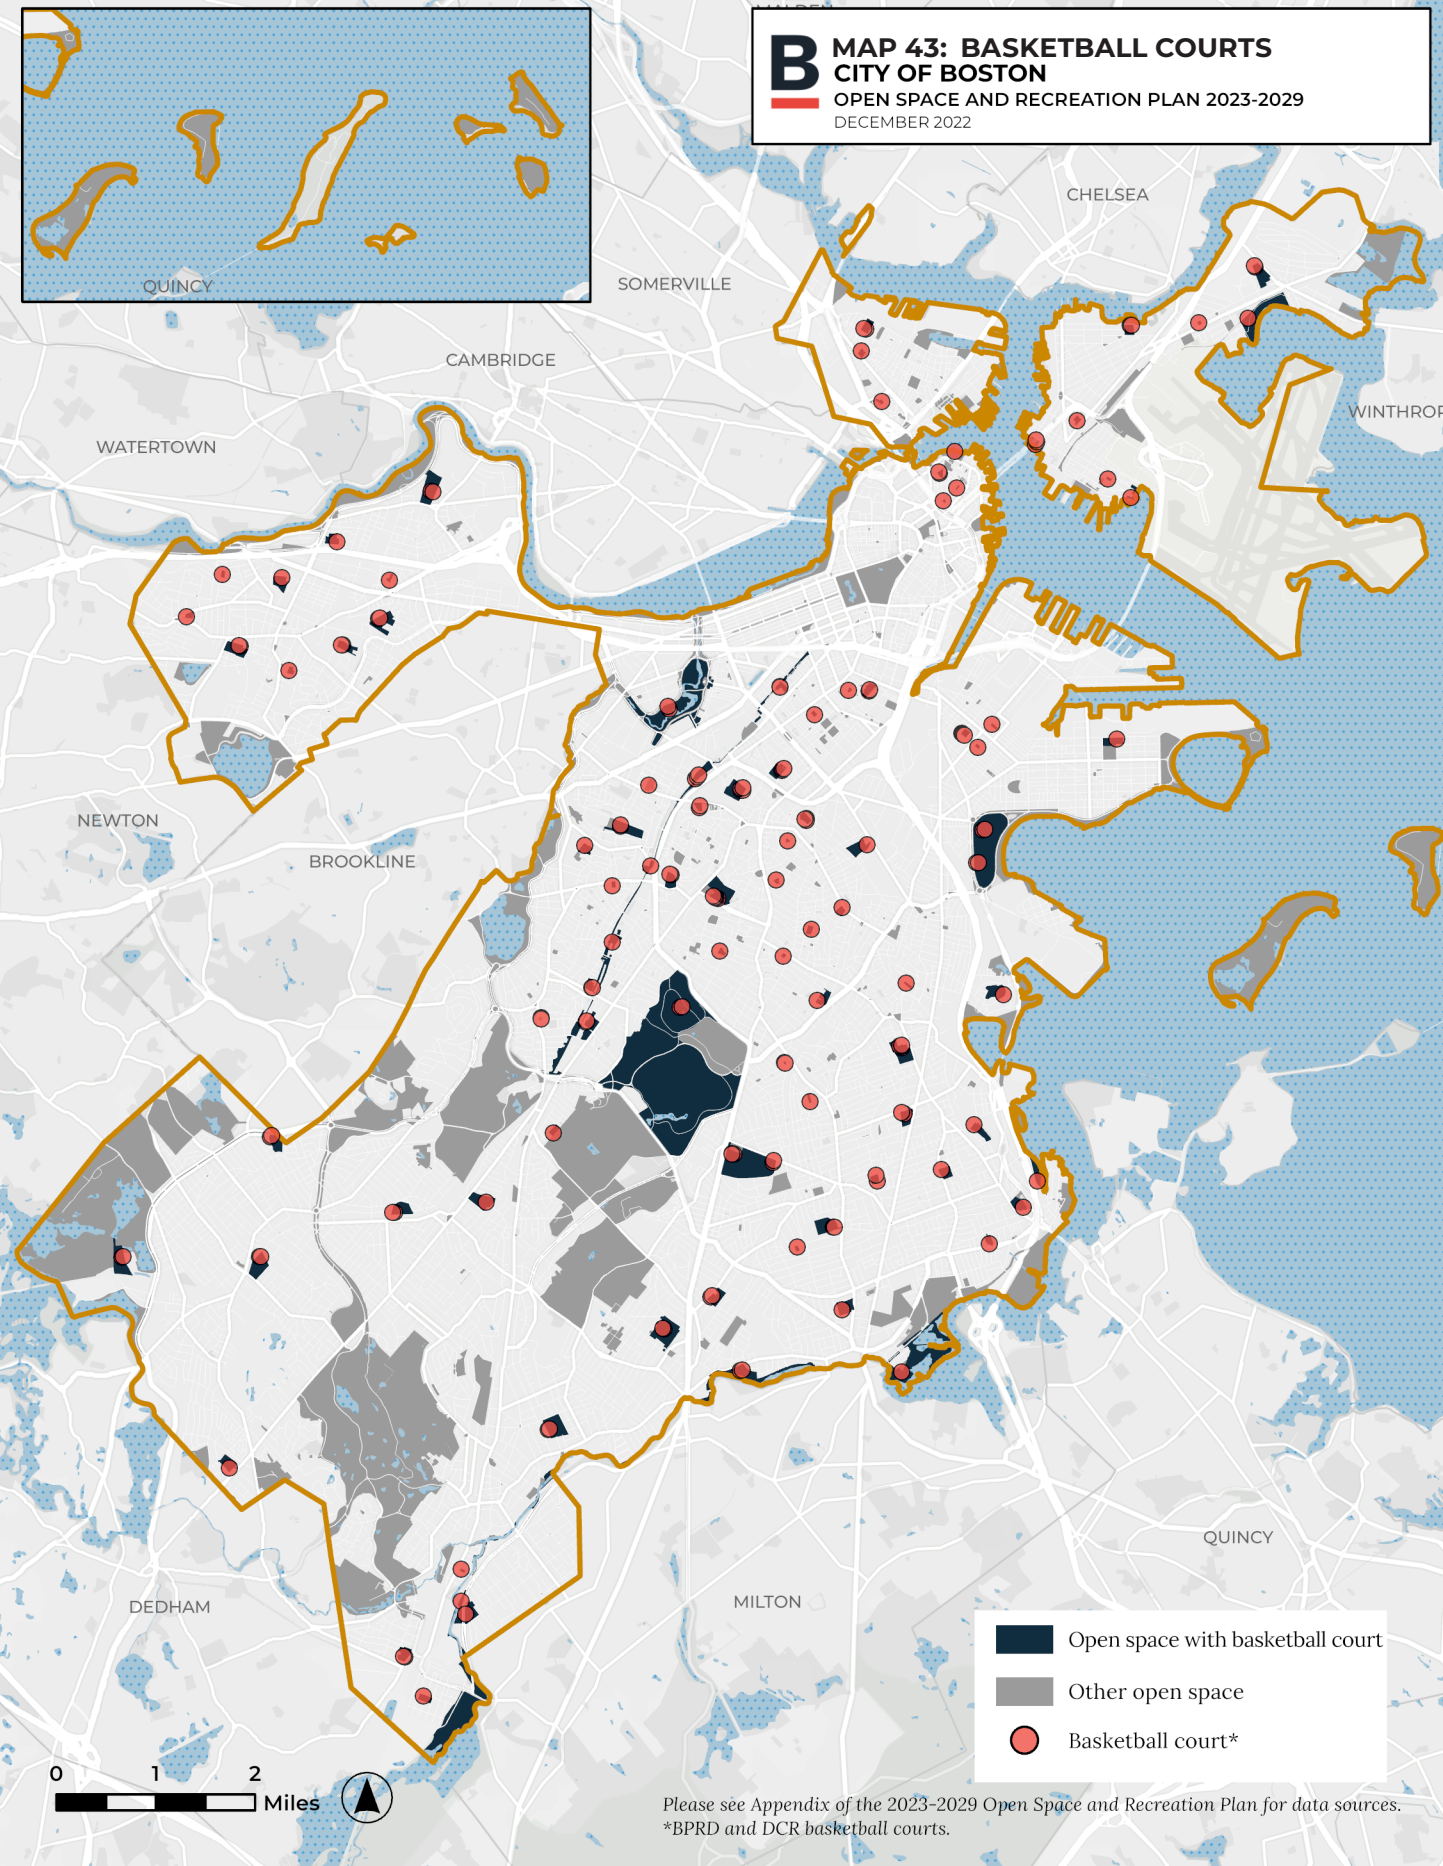 MAP 43: BASKETBALL COURTS
B
CITY OF BOSTON
OPEN SPACE AND RECREATION PLAN 2023-2029
DECEMBER 2022
CHELSEA
QUINCY
SOMERVILLE
CAMBRIDGE
WINTHROP
WATERTOWN
NEWTON
BROOKLINE
QUINCY
MILTON
DEDHAM
Open space with basketball court
Other open space
Basketball court*
0 1 2
Miles
Please see Appendix of the 2023-2029 Open Space and Recreation Plan for data sources.
*BPRD and DCR basketball courts.